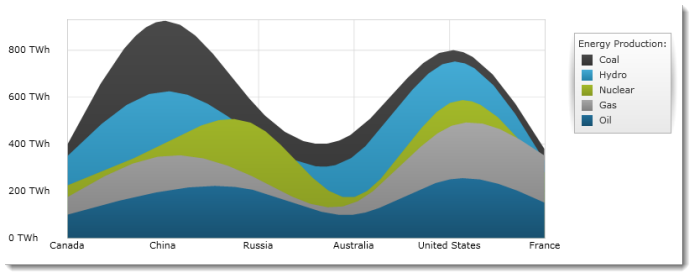 800 TWh
600 TWh
400 TWh
200 TWh
0 TWh
Canada China Russia Australia United States France
Energy Production:
Coal
Hydro
Nuclear
Gas
Oil